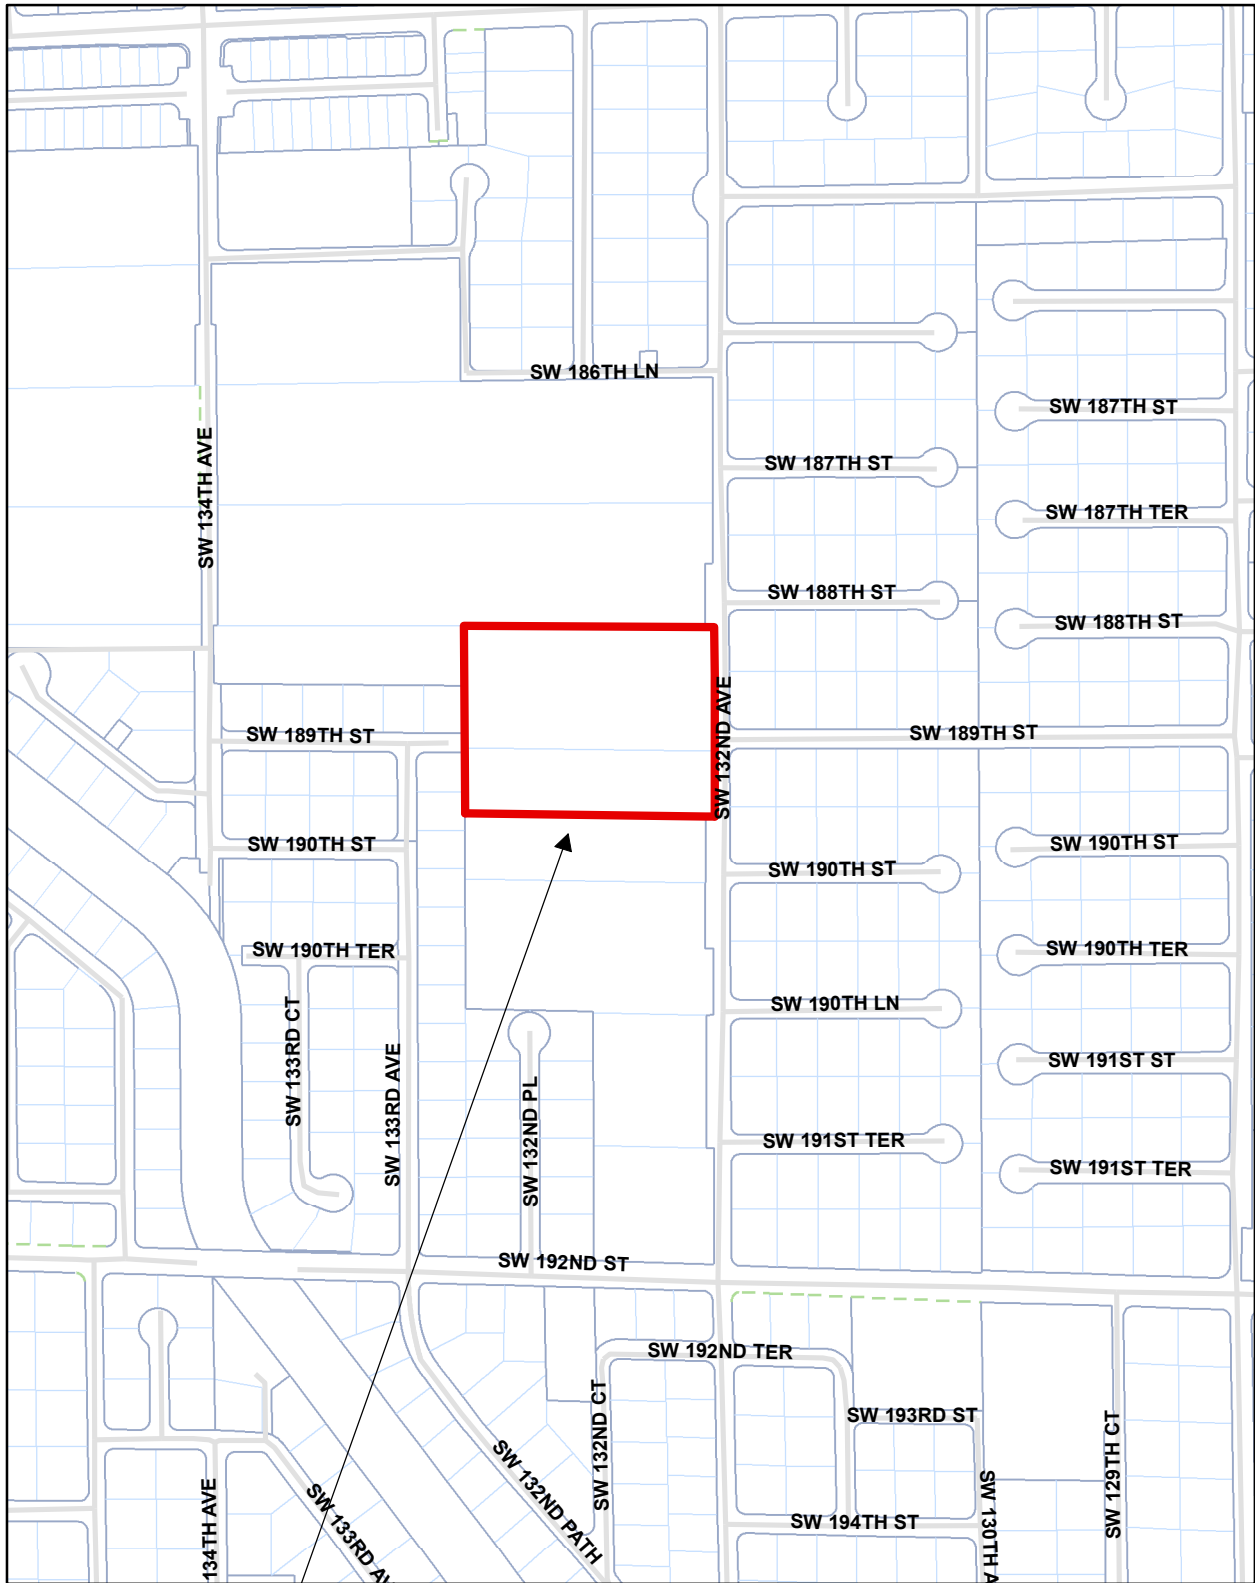 SW 186TH LN
SW 187TH ST
SW 134TH AVE
SW 187TH ST
SW 187TH TER
SW 188TH ST
SW 188TH ST
SW 132ND AVE
SW 189TH ST
SW 189TH ST
SW 190TH ST
SW 190TH ST
SW 190TH ST
SW 190TH TER
SW 190TH TER
SW 133RD CT
SW 190TH LN
SW 133RD AVE
SW 132ND PL
SW 191ST ST
SW 191ST TER
SW 191ST TER
SW 192ND ST
SW 192ND TER
SW 132ND CT
SW 193RD ST
SW 129TH CT
SW 132ND PATH
SW 133RD AV
134TH AVE
SW 194TH ST
SW 130TH A